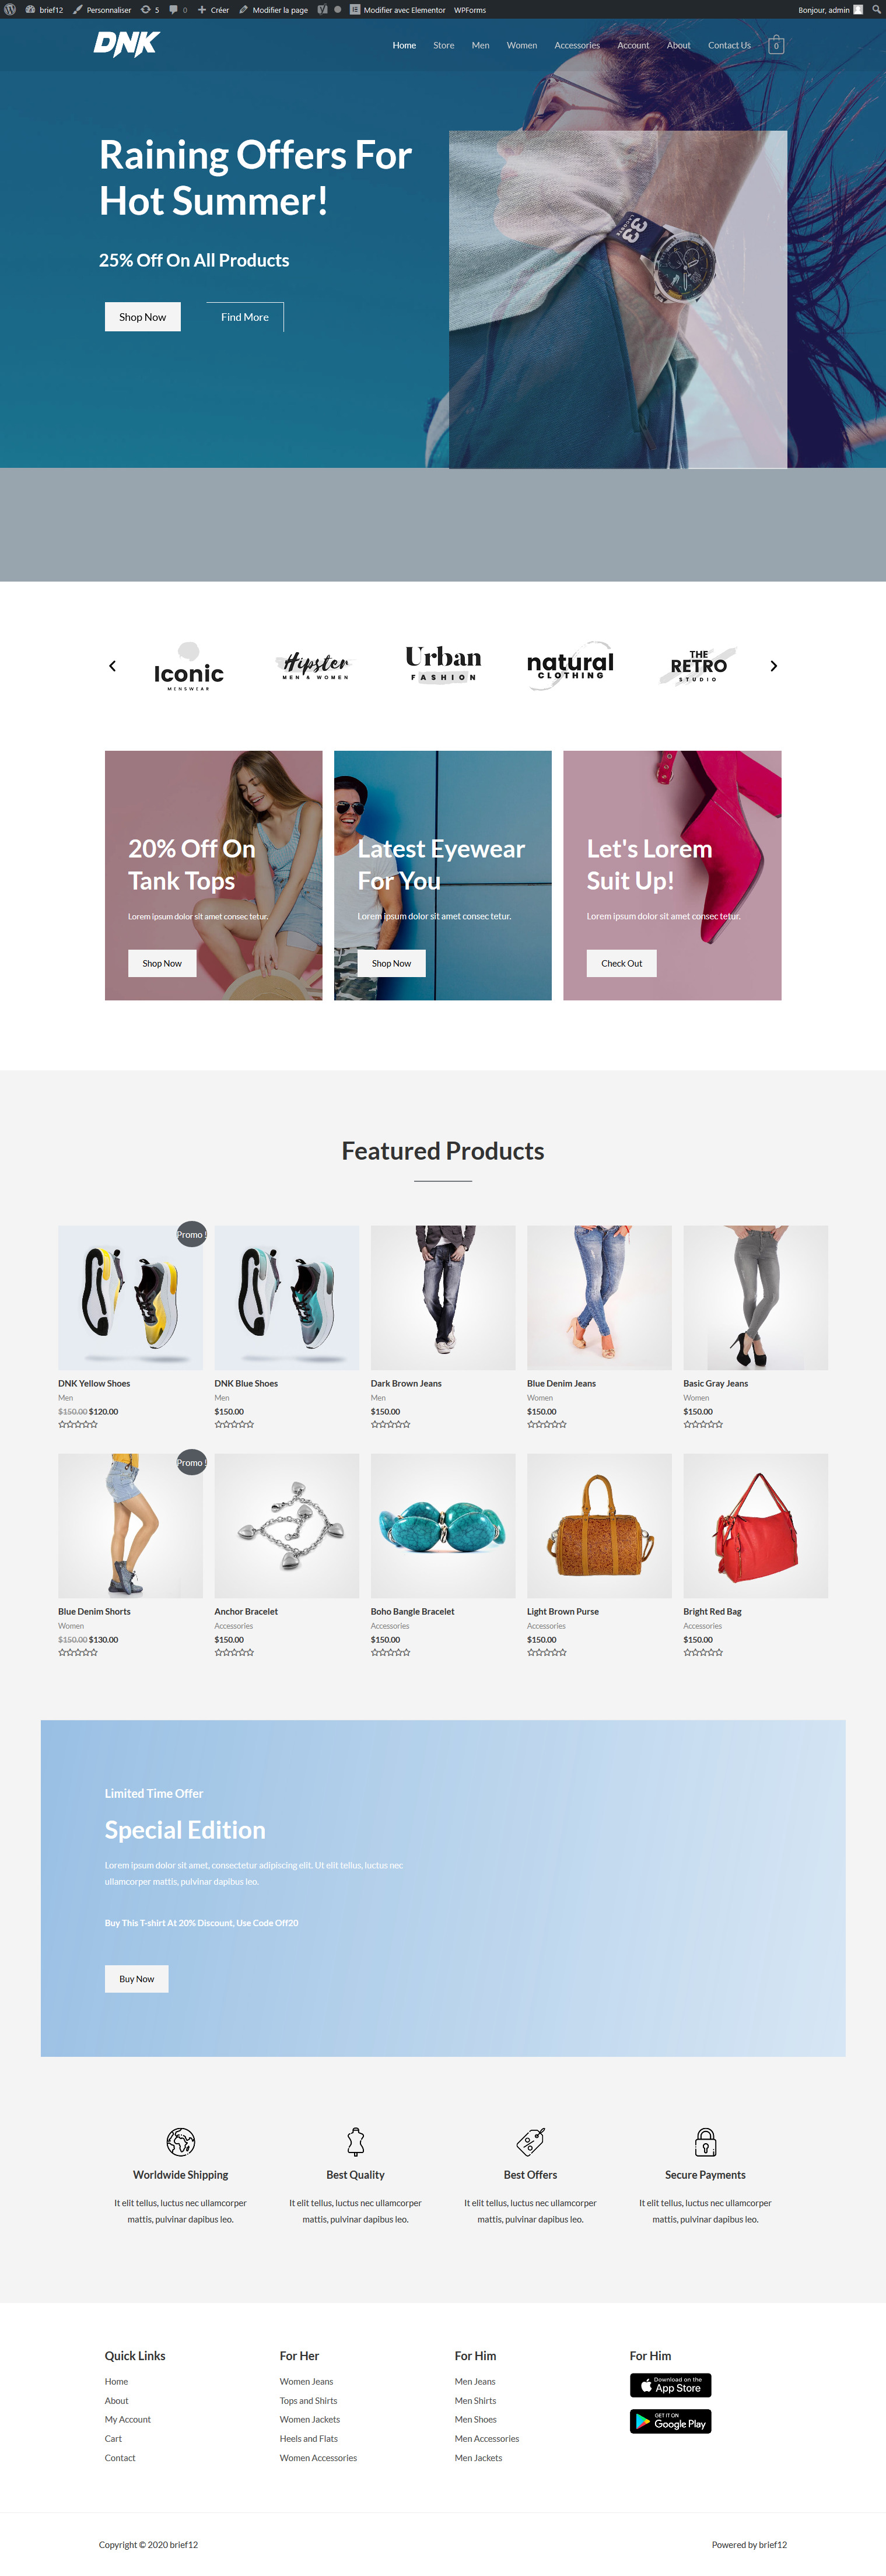 brief12 Personnaliser 5 0 Créer Modifier la page Modifier avec Elementor WPForms Bonjour, admin
DNK
Home Store Men Women Accessories Account About Contact Us 0
Raining Offers For
Hot Summer!
25% Off On All Products
Shop Now Find More
33
LACOSTE
Iconic
MENSWEAR
Hipster
MEN & WOMEN
Urban
FASHION
natural
CLOTHING
THE
RETRO
STUDIO
20% Off On
Tank Tops
Lorem ipsum dolor sit amet consec tetur.
Shop Now
Latest Eyewear
For You
Lorem ipsum dolor sit amet consec tetur.
Shop Now
Let's Lorem
Suit Up!
Lorem ipsum dolor sit amet consec tetur.
Check Out
Featured Products
Promo !
DNK Yellow Shoes
Men
$150.00 $120.00
DNK Blue Shoes
Men
$150.00
Dark Brown Jeans
Men
$150.00
Blue Denim Jeans
Women
$150.00
Basic Gray Jeans
Women
$150.00
Promo !
Blue Denim Shorts
Women
$150.00 $130.00
Anchor Bracelet
Accessories
$150.00
Boho Bangle Bracelet
Accessories
$150.00
Light Brown Purse
Accessories
$150.00
Bright Red Bag
Accessories
$150.00
Limited Time Offer
Special Edition
Lorem ipsum dolor sit amet, consectetur adipiscing elit. Ut elit tellus, luctus nec
ullamcorper mattis, pulvinar dapibus leo.
Buy This T-shirt At 20% Discount, Use Code Off20
Buy Now
Worldwide Shipping
It elit tellus, luctus nec ullamcorper
mattis, pulvinar dapibus leo.
Best Quality
It elit tellus, luctus nec ullamcorper
mattis, pulvinar dapibus leo.
Best Offers
It elit tellus, luctus nec ullamcorper
mattis, pulvinar dapibus leo.
Secure Payments
It elit tellus, luctus nec ullamcorper
mattis, pulvinar dapibus leo.
Quick Links
Home
About
My Account
Cart
Contact
For Her
Women Jeans
Tops and Shirts
Women Jackets
Heels and Flats
Women Accessories
For Him
Men Jeans
Men Shirts
Men Shoes
Men Accessories
Men Jackets
For Him
Download on the
App Store
GET IT ON
Google Play
Copyright © 2020 brief12
Powered by brief12